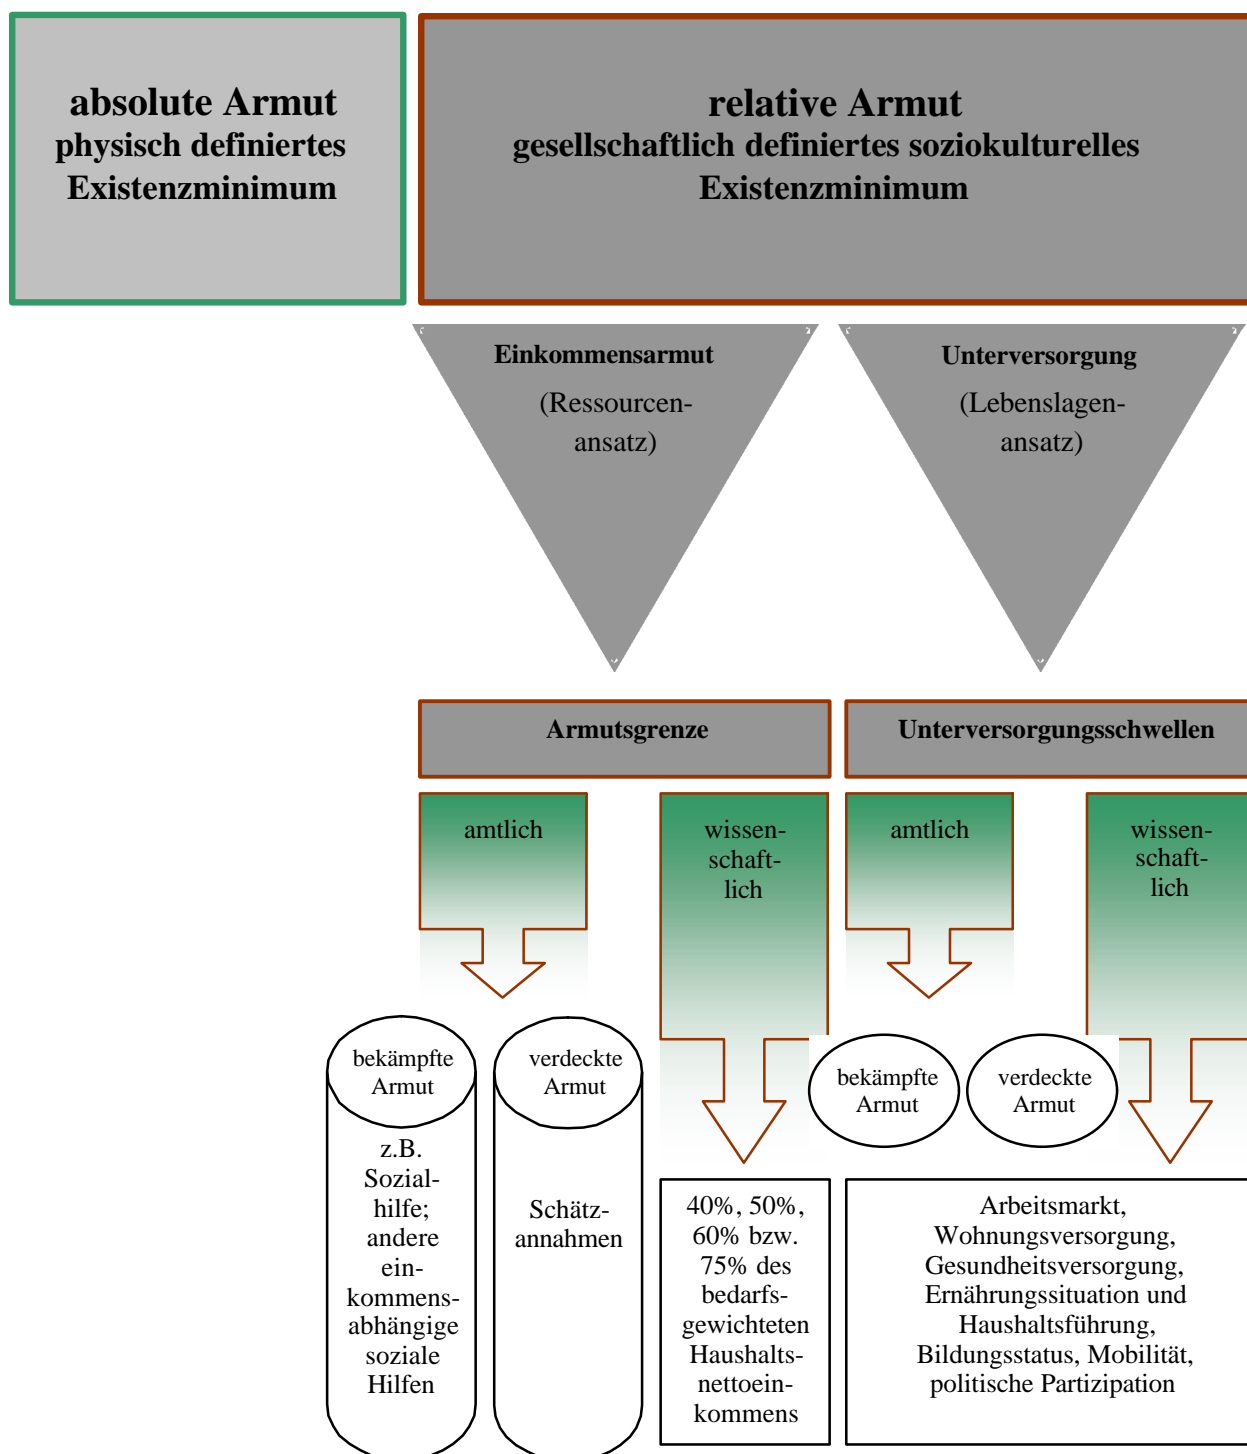 absolute Armut
physisch definiertes
Existenzminimum
relative Armut
gesellschaftlich definiertes soziokulturelles
Existenzminimum
Einkommensarmut
(Ressourcen-
ansatz)
Unterversorgung
(Lebenslagen-
ansatz)
Armutsgrenze
Unterversorgungsschwellen
amtlich
wissen-
schaft-
lich
amtlich
wissen-
schaft-
lich
bekämpfte
Armut
z.B.
Sozial-
hilfe;
andere
ein-
kommens-
abhängige
soziale
Hilfen
verdeckte
Armut
Schätz-
annahmen
40%, 50%,
60% bzw.
75% des
bedarfs-
gewichteten
Haushalts-
nettoein-
kommens
bekämpfte
Armut
verdeckte
Armut
Arbeitsmarkt,
Wohnungsversorgung,
Gesundheitsversorgung,
Ernährungssituation und
Haushaltsführung,
Bildungsstatus, Mobilität,
politische Partizipation